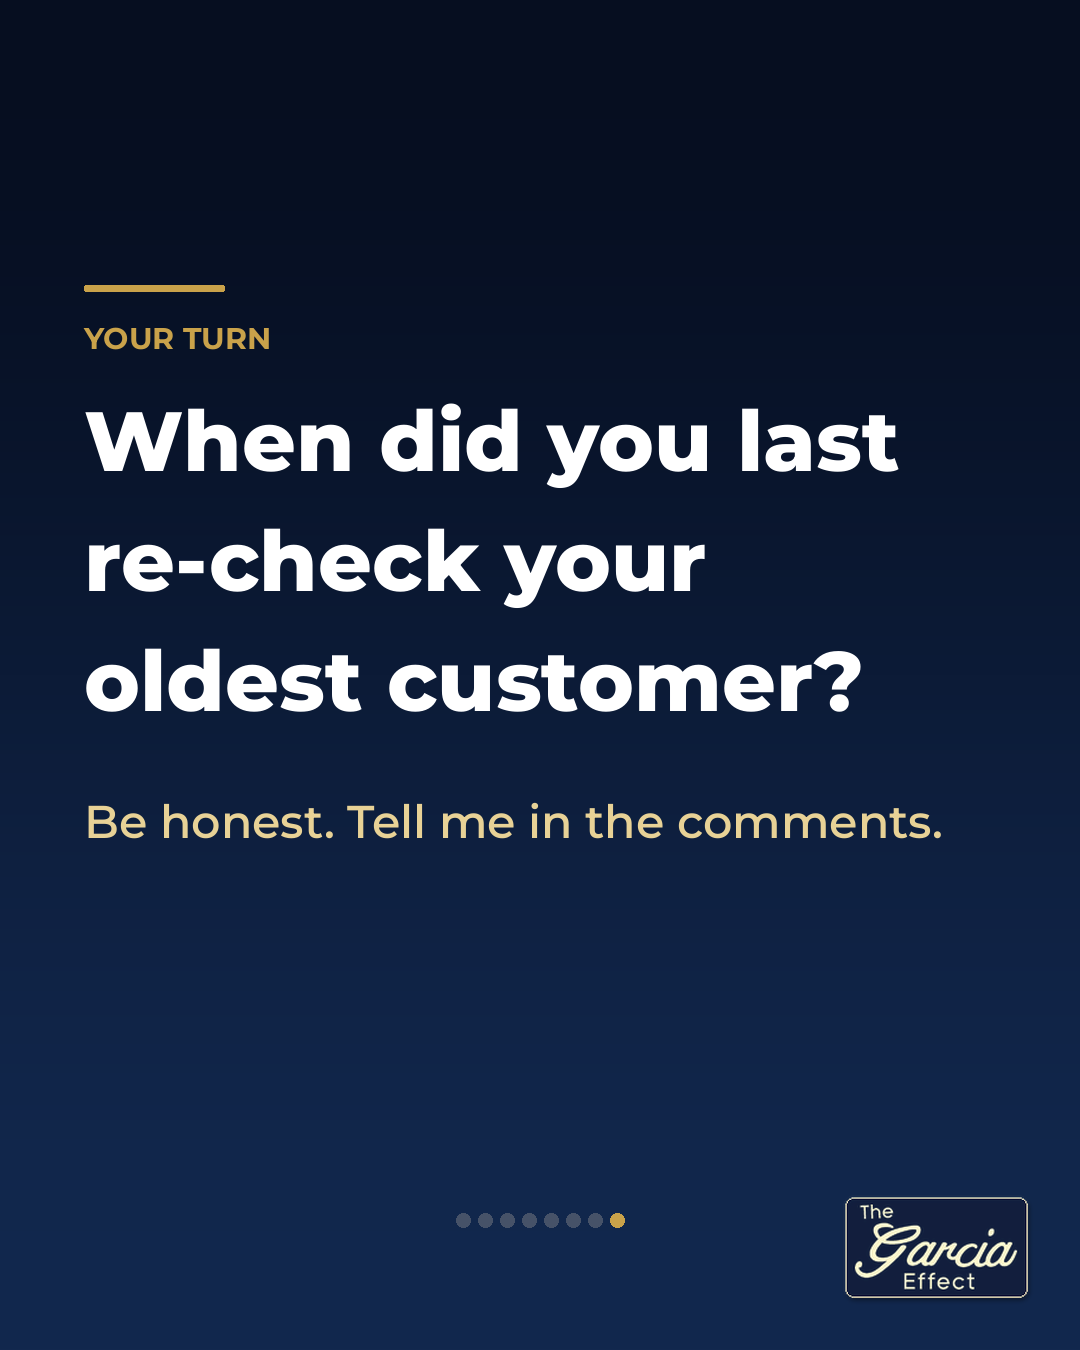 YOUR TURN
When did you last
re-check your
oldest customer?
Be honest. Tell me in the comments.
The
Garcia
Effect